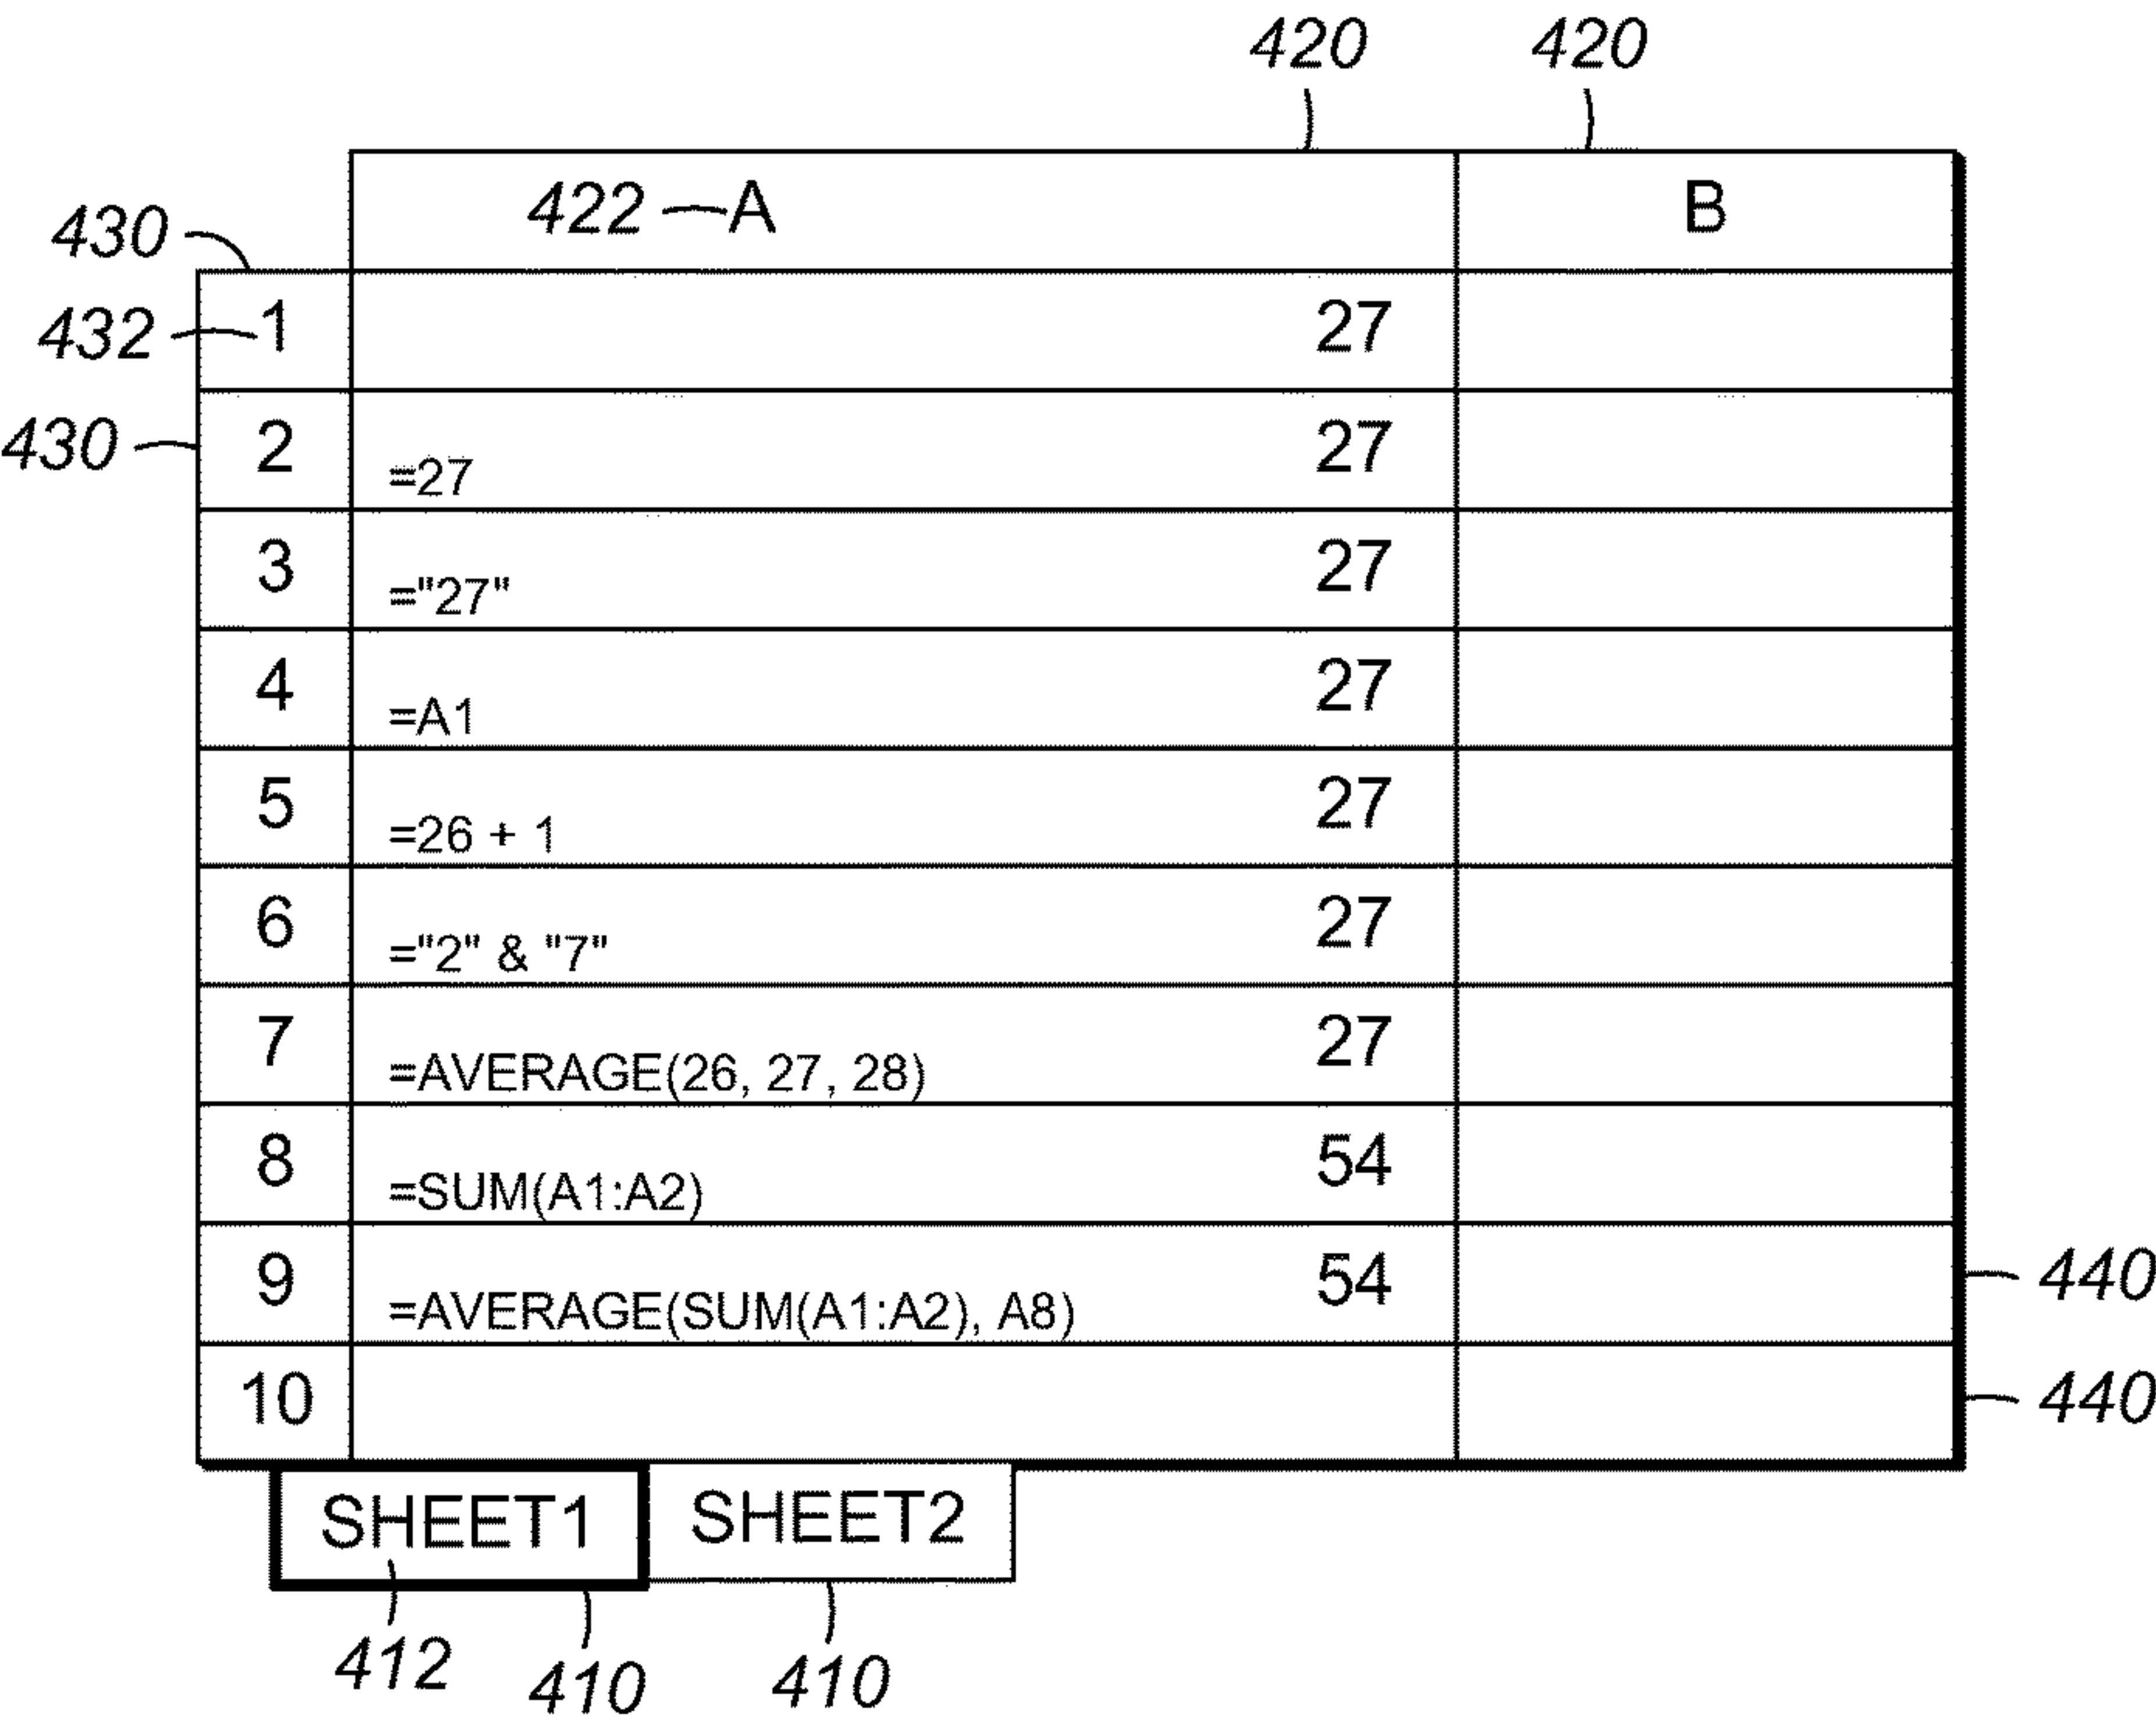 420 420
422 A B
430
432 1 27
430 2 =27 27
3 ="27" 27
4 =A1 27
5 =26 + 1 27
6 ="2" & "7" 27
7 =AVERAGE(26, 27, 28) 27
8 =SUM(A1:A2) 54
9 =AVERAGE(SUM(A1:A2), A8) 54 440
10 440
SHEET1 SHEET2
412 410 410